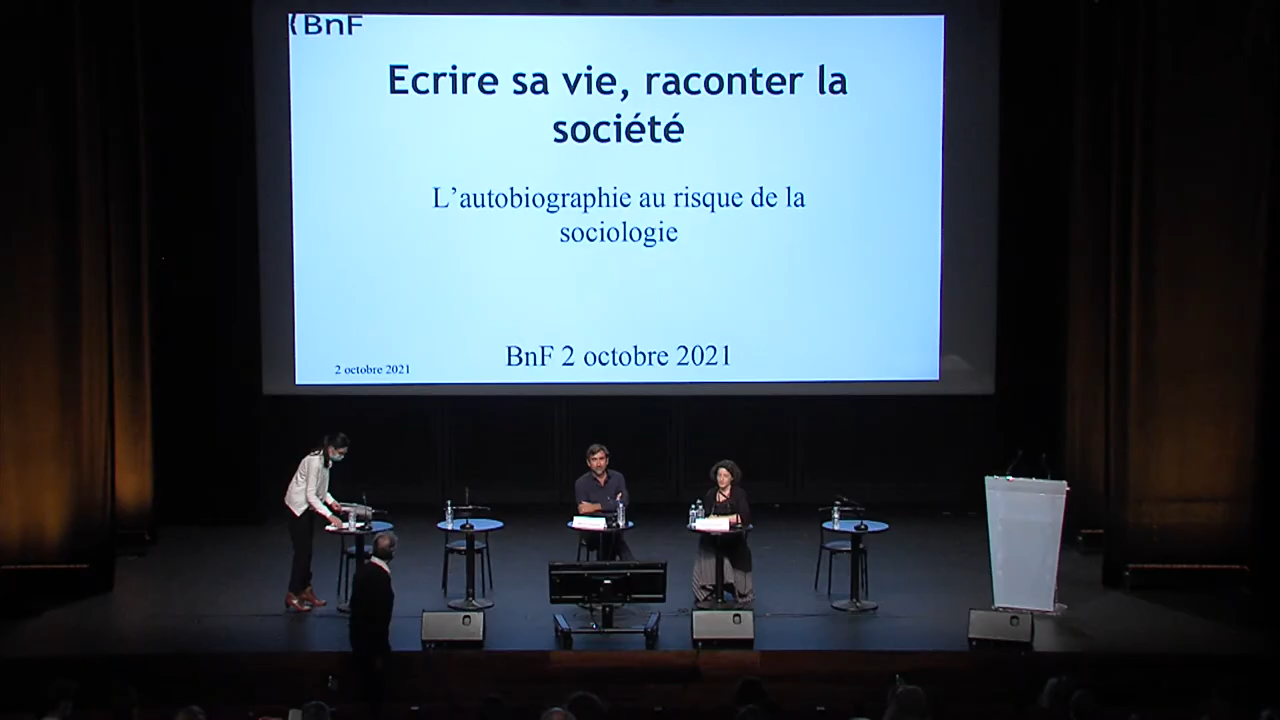 BnF
Ecrire sa vie, raconter la
société
L'autobiographie au risque de la
sociologie
BnF 2 octobre 2021
2 octobre 2021